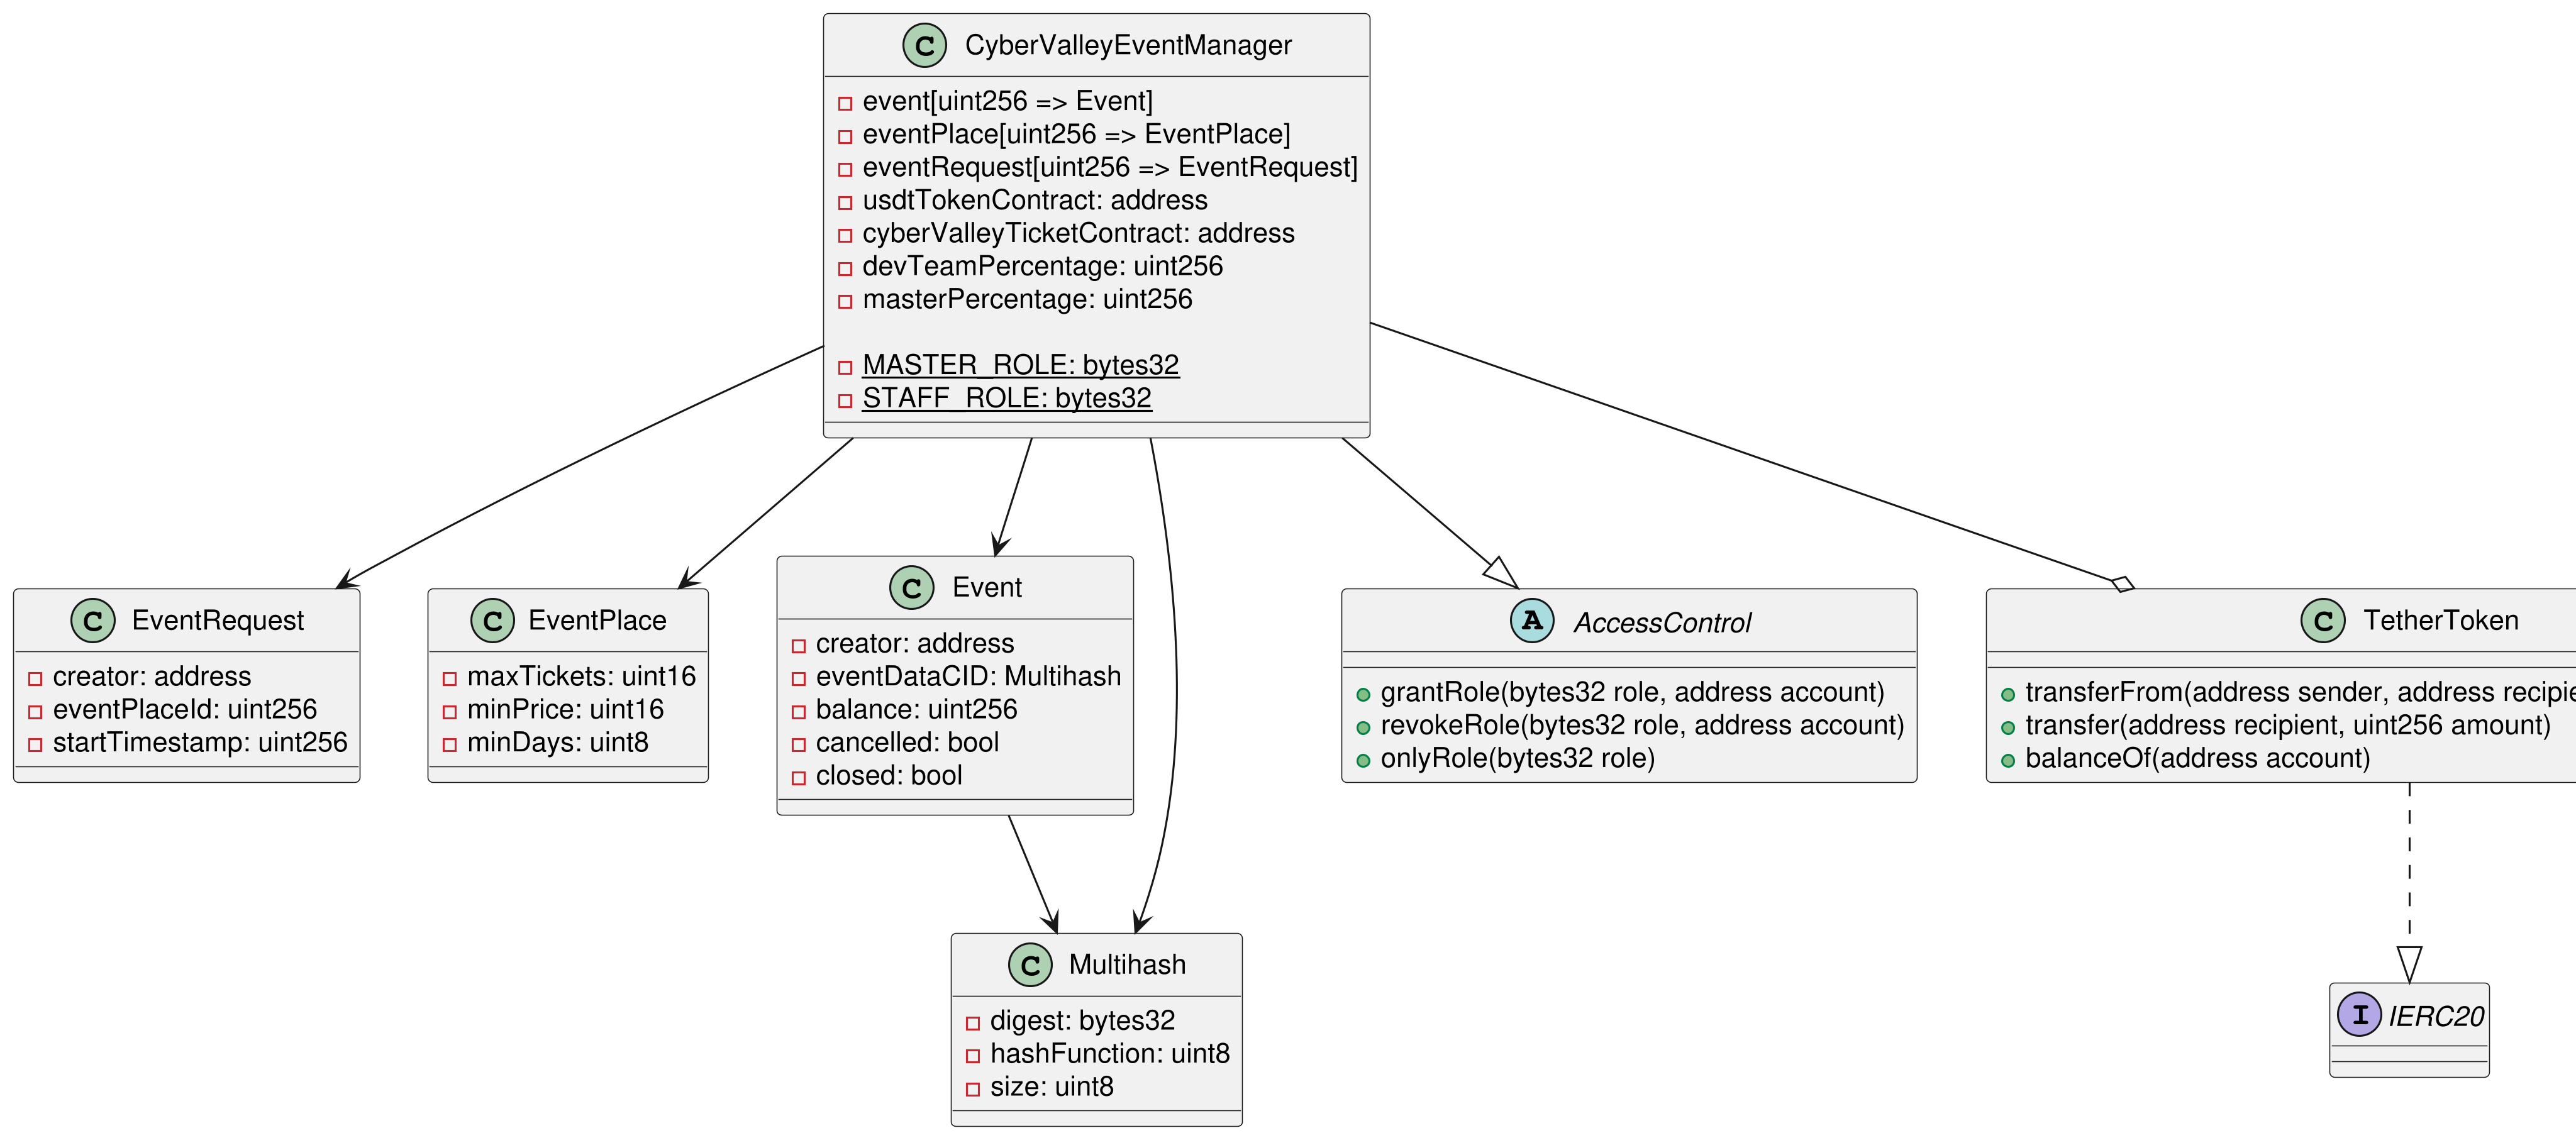 C CyberValleyEventManager
event[uint256 => Event]
eventPlace[uint256 => EventPlace]
eventRequest[uint256 => EventRequest]
usdtTokenContract: address
cyberValleyTicketContract: address
devTeamPercentage: uint256
masterPercentage: uint256
MASTER_ROLE: bytes32
STAFF_ROLE: bytes32
C EventRequest
creator: address
eventPlaceId: uint256
startTimestamp: uint256
C EventPlace
maxTickets: uint16
minPrice: uint16
minDays: uint8
C Event
creator: address
eventDataCID: Multihash
balance: uint256
cancelled: bool
closed: bool
A AccessControl
grantRole(bytes32 role, address account)
revokeRole(bytes32 role, address account)
onlyRole(bytes32 role)
C TetherToken
transferFrom(address sender, address
transfer(address recipient, uint256 amount)
balanceOf(address account)
C Multihash
digest: bytes32
hashFunction: uint8
size: uint8
I IERC20